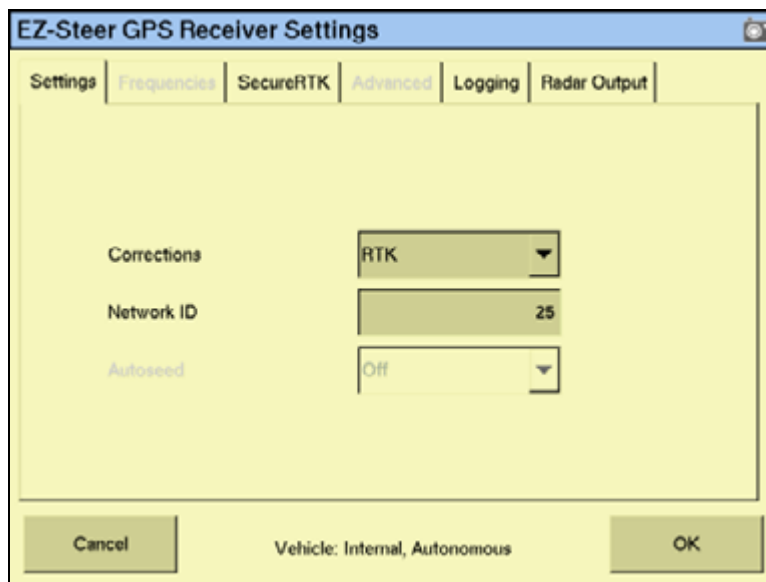 EZ-Steer GPS Receiver Settings
Settings Frequencies SecureRTK Advanced Logging Radar Output
Corrections RTK
Network ID 25
Autoseed Off
Cancel Vehicle: Internal, Autonomous OK